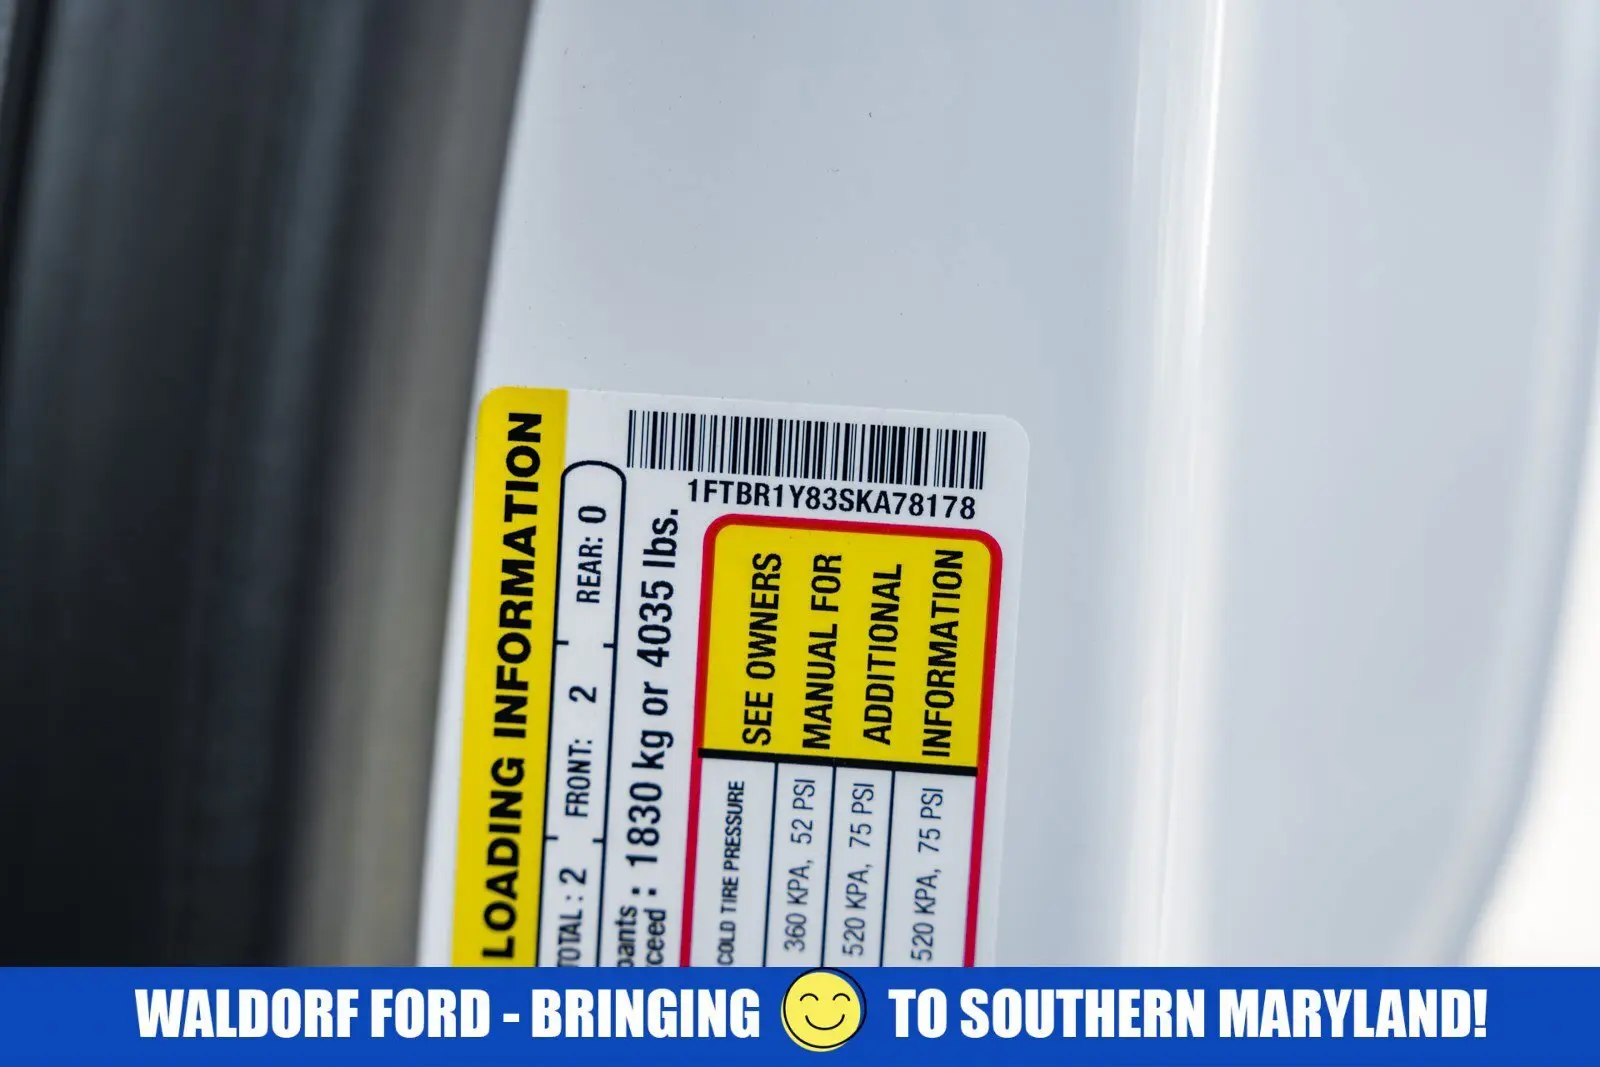 LOADING INFORMATION
TOTAL : 2 FRONT: 2 REAR: 0
pants :
cceed : 1830 kg or 4035 lbs.
1FTBR1Y83SKA78178
SEE OWNERS
MANUAL FOR
ADDITIONAL
INFORMATION
COLD TIRE PRESSURE
360 KPA, 52 PSI
520 KPA, 75 PSI
520 KPA, 75 PSI
WALDORF FORD - BRINGING TO SOUTHERN MARYLAND!